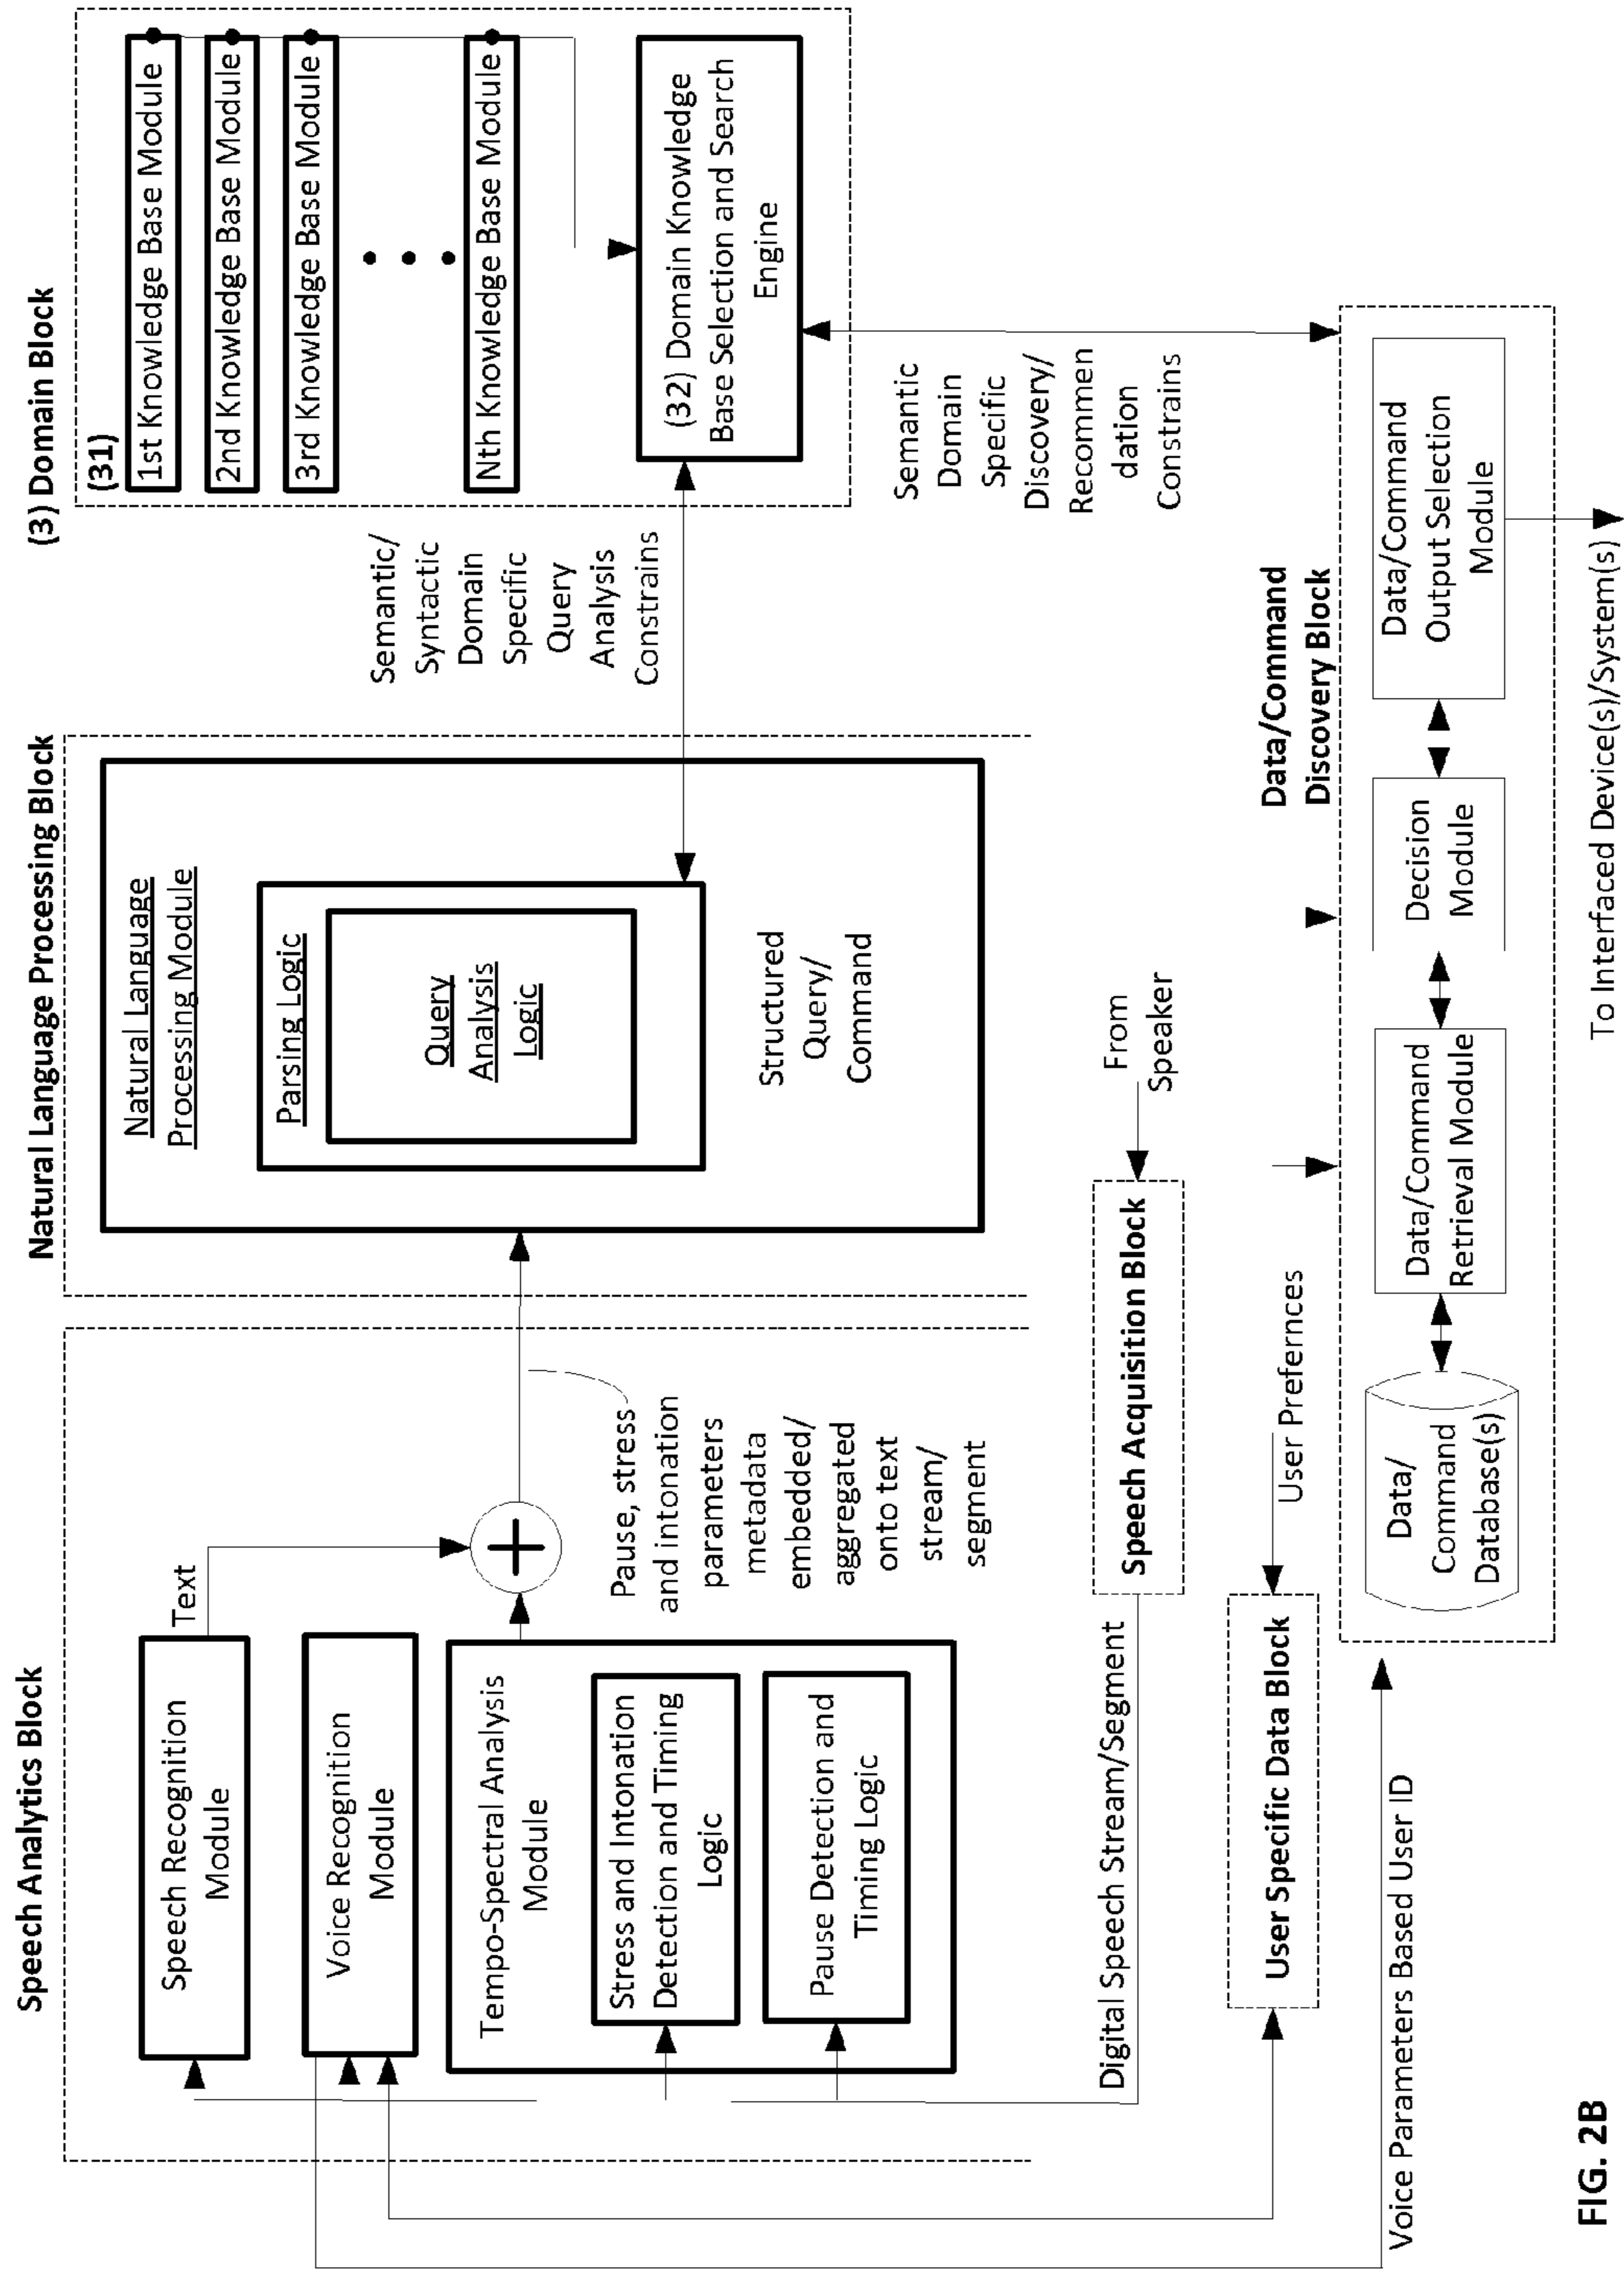 Speech Analytics Block
Speech Recognition
Module
Text
Voice Recognition
Module
Tempo-Spectral Analysis
Module
Stress and Intonation
Detection and Timing
Logic
Pause Detection and
Timing Logic
Pause, stress
and intonation
parameters
metadata
embedded/
aggregated
onto text
stream/
segment
Natural Language Processing Block
Natural Language
Processing Module
Parsing Logic
Query
Analysis
Logic
Structured
Query/
Command
Semantic/
Syntactic
Domain
Specific
Query
Analysis
Constrains
(3) Domain Block
(31)
1st Knowledge Base Module
2nd Knowledge Base Module
3rd Knowledge Base Module
Nth Knowledge Base Module
(32) Domain Knowledge
Base Selection and Search
Engine
Semantic
Domain
Specific
Discovery/
Recommen
dation
Constrains
Digital Speech Stream/Segment
Speech Acquisition Block
From
Speaker
User Specific Data Block
User Prefernces
Voice Parameters Based User ID
Data/Command
Discovery Block
Data/
Command
Database(s)
Data/Command
Retrieval Module
Decision
Module
Data/Command
Output Selection
Module
To Interfaced Device(s)/System(s)
FIG. 2B